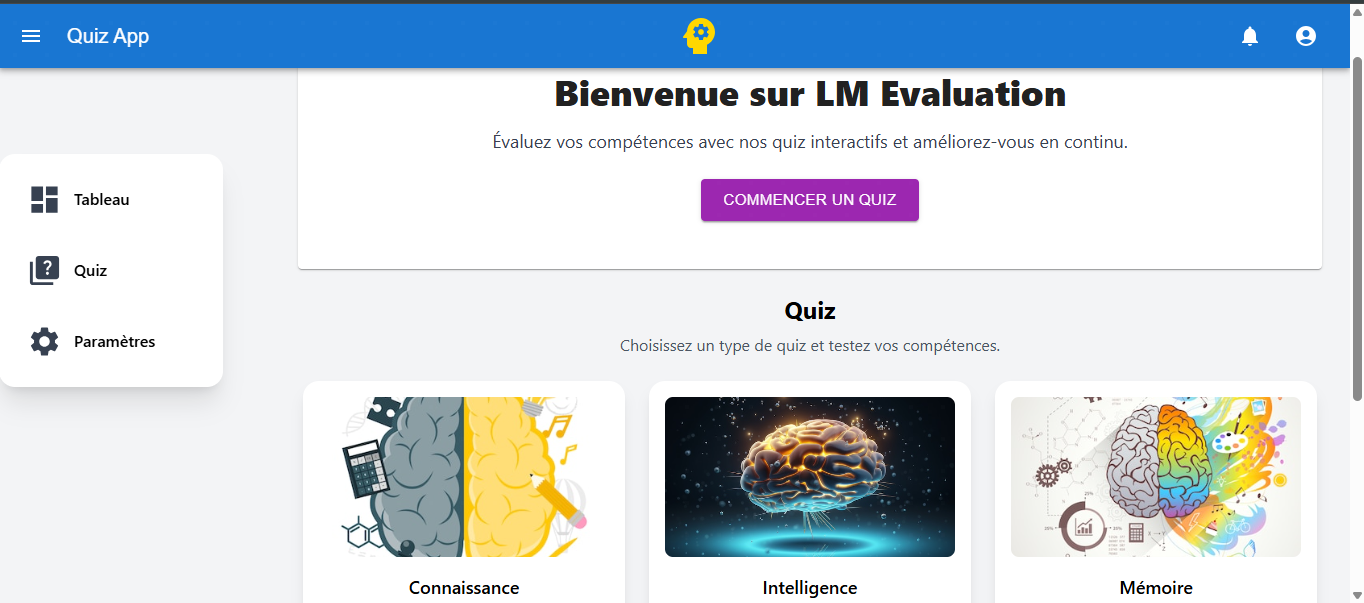 Quiz App
Bienvenue sur LM Evaluation
Évaluez vos compétences avec nos quiz interactifs et améliorez-vous en continu.
COMMENCER UN QUIZ
Tableau
Quiz
Paramètres
Quiz
Choisissez un type de quiz et testez vos compétences.
Connaissance
Intelligence
Mémoire